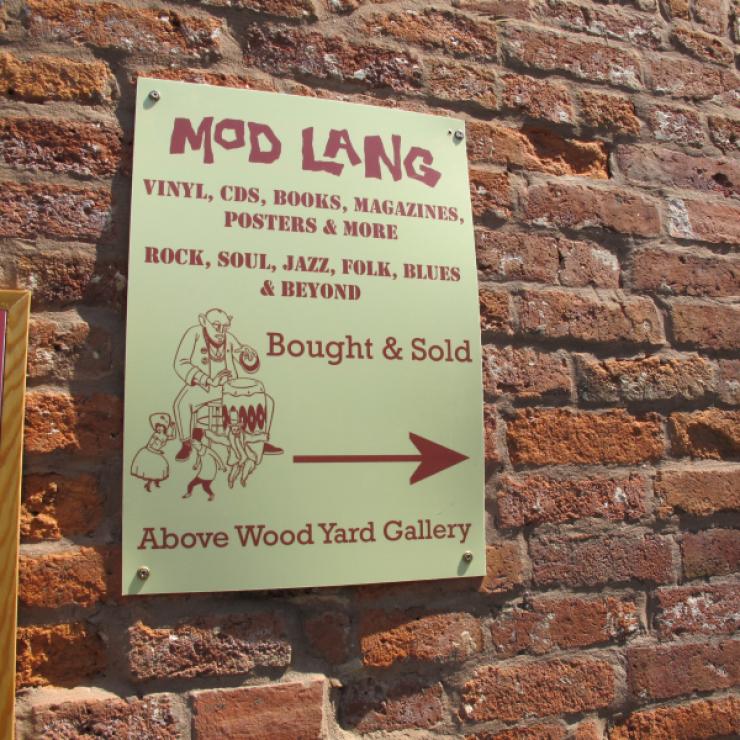 MOD LANG
VINYL, CDS, BOOKS, MAGAZINES,
POSTERS & MORE
ROCK, SOUL, JAZZ, FOLK, BLUES
& BEYOND
Bought & Sold
Above Wood Yard Gallery